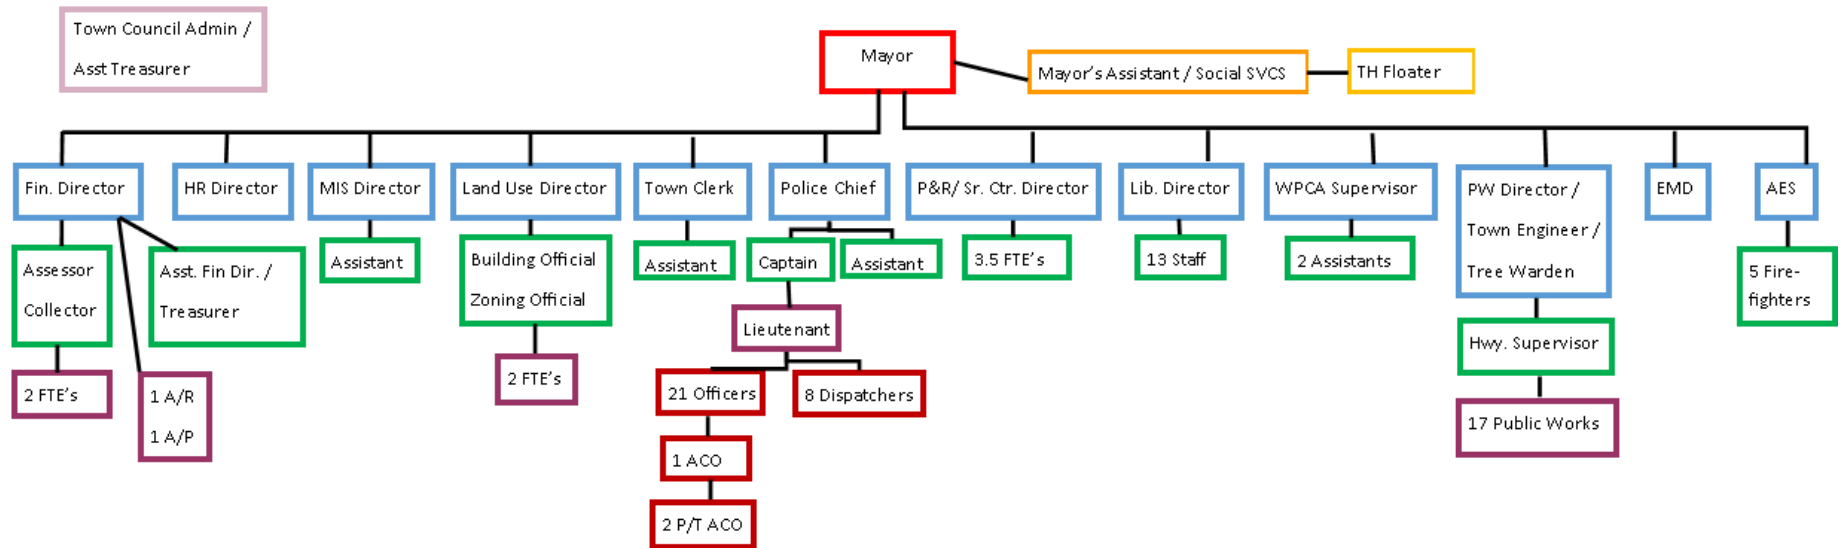 Town Council Admin /
Asst Treasurer
Mayor
Mayor's Assistant / Social SVCS
TH Floater
Fin. Director
HR Director
MIS Director
Land Use Director
Town Clerk
Police Chief
P&R/ Sr. Ctr. Director
Lib. Director
WPCA Supervisor
PW Director /
Town Engineer /
Tree Warden
EMD
AES
Assessor
Collector
Asst. Fin Dir. /
Treasurer
Assistant
Building Official
Zoning Official
Assistant
Captain
Assistant
3.5 FTE's
13 Staff
2 Assistants
5 Fire-
fighters
Lieutenant
Hwy. Supervisor
2 FTE's
1 A/R
1 A/P
2 FTE's
21 Officers
8 Dispatchers
17 Public Works
1 ACO
2 P/T ACO